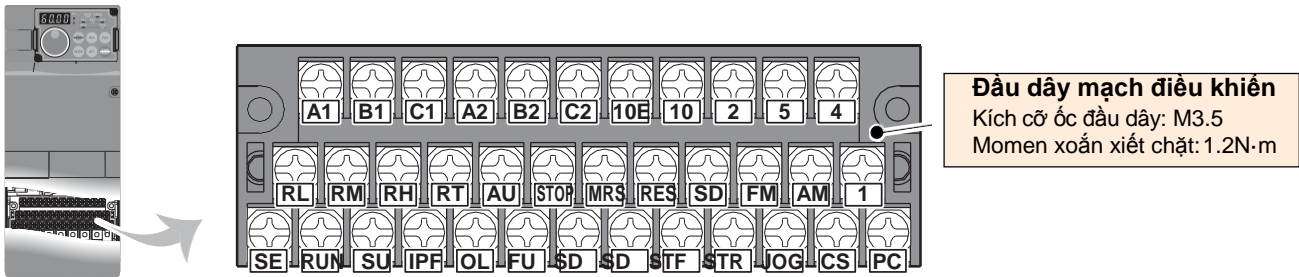 60.00
A1 B1 C1 A2 B2 C2 10E 10 2 5 4
RL RM RH RT AU STOP MRS RES SD FM AM 1
SE RUN SU IPF OL FU SD SD STF STR JOG CS PC
Đầu dây mạch điều khiển
Kích cỡ ốc đầu dây: M3.5
Momen xoắn xiết chặt: 1.2N·m